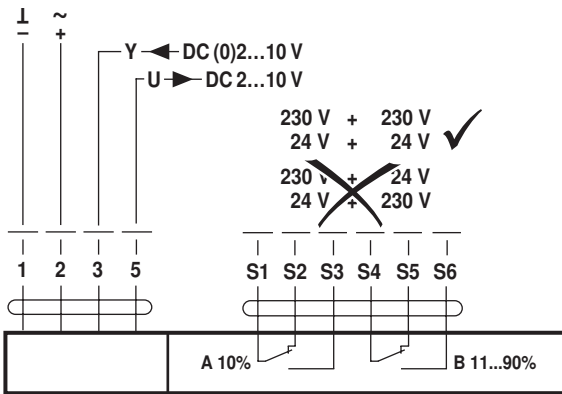 ⊥ ~
– +
Y ◄ DC (0)2…10 V
U ► DC 2…10 V
230 V + 230 V
24 V + 24 V ✓
230 V + 24 V
24 V + 230 V
1 2 3 5 S1 S2 S3 S4 S5 S6
A 10% B 11...90%